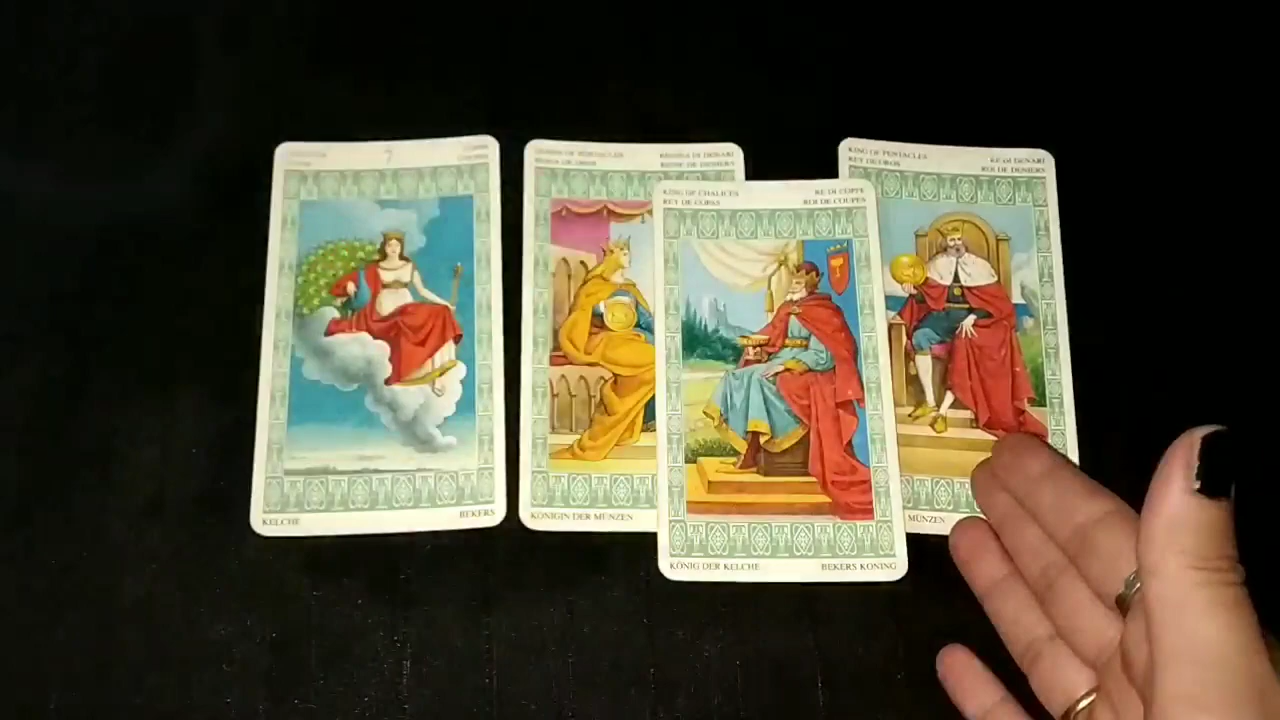 7
KELCHE
BEKERS
QUEEN OF PENTACLES
REINA DE OROS
REGINA DI DENARI
REINE DE DENIERS
KÖNIGIN DER MÜNZEN
KING OF CHALICES
REY DE COPAS
RE DI COPPE
ROI DE COUPES
KÖNIG DER KELCHE
BEKERS KONING
KING OF PENTACLES
REY DE OROS
RE DI DENARI
ROI DE DENIERS
MÜNZEN